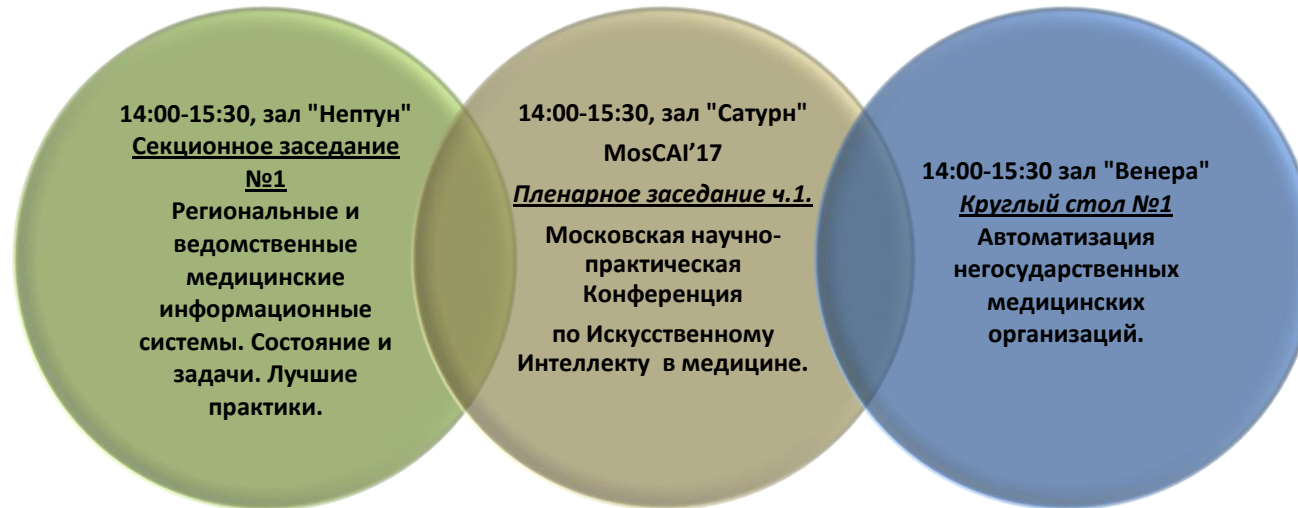 14:00-15:30, зал "Нептун"
Секционное заседание
№1
Региональные и
ведомственные
медицинские
информационные
системы. Состояние и
задачи. Лучшие
практики.
14:00-15:30, зал "Сатурн"
MosCAI’17
Пленарное заседание ч.1.
Московская научно-
практическая
Конференция
по Искусственному
Интеллекту в медицине.
14:00-15:30 зал "Венера"
Круглый стол №1
Автоматизация
негосударственных
медицинских
организаций.